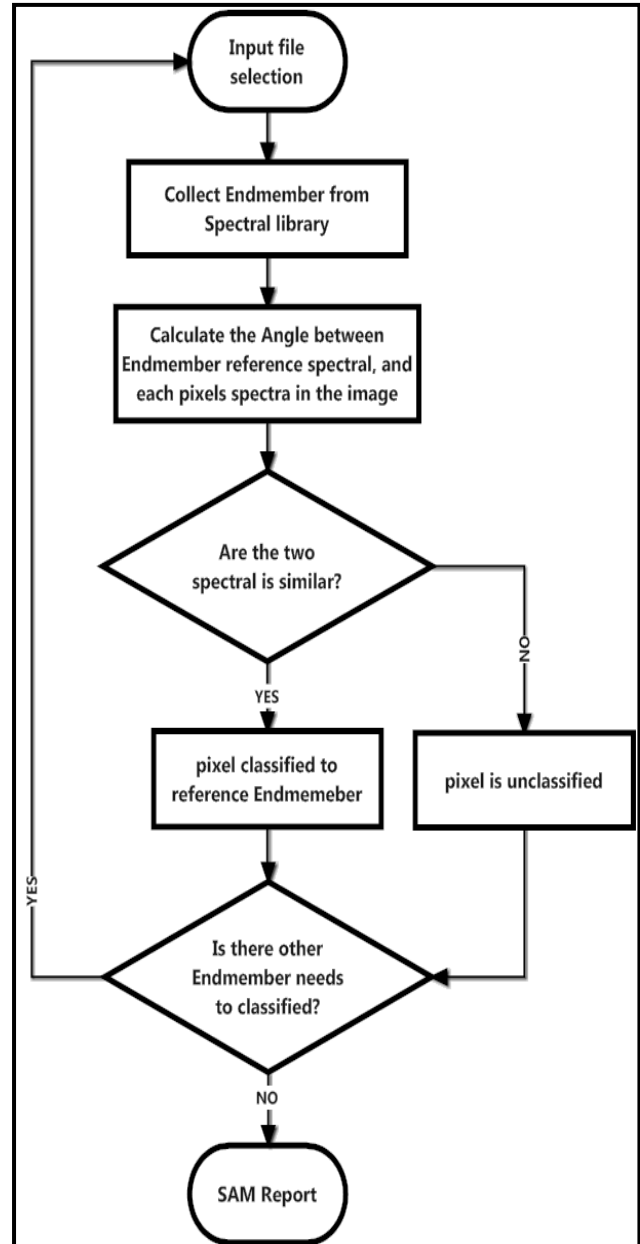 Input file
selection
Collect Endmember from
Spectral library
Calculate the Angle between
Endmember reference spectral, and
each pixels spectra in the image
Are the two
spectral is similar?
NO
YES
pixel classified to
reference Endmemeber
pixel is unclassified
YES
Is there other
Endmember needs
to classified?
NO
SAM Report